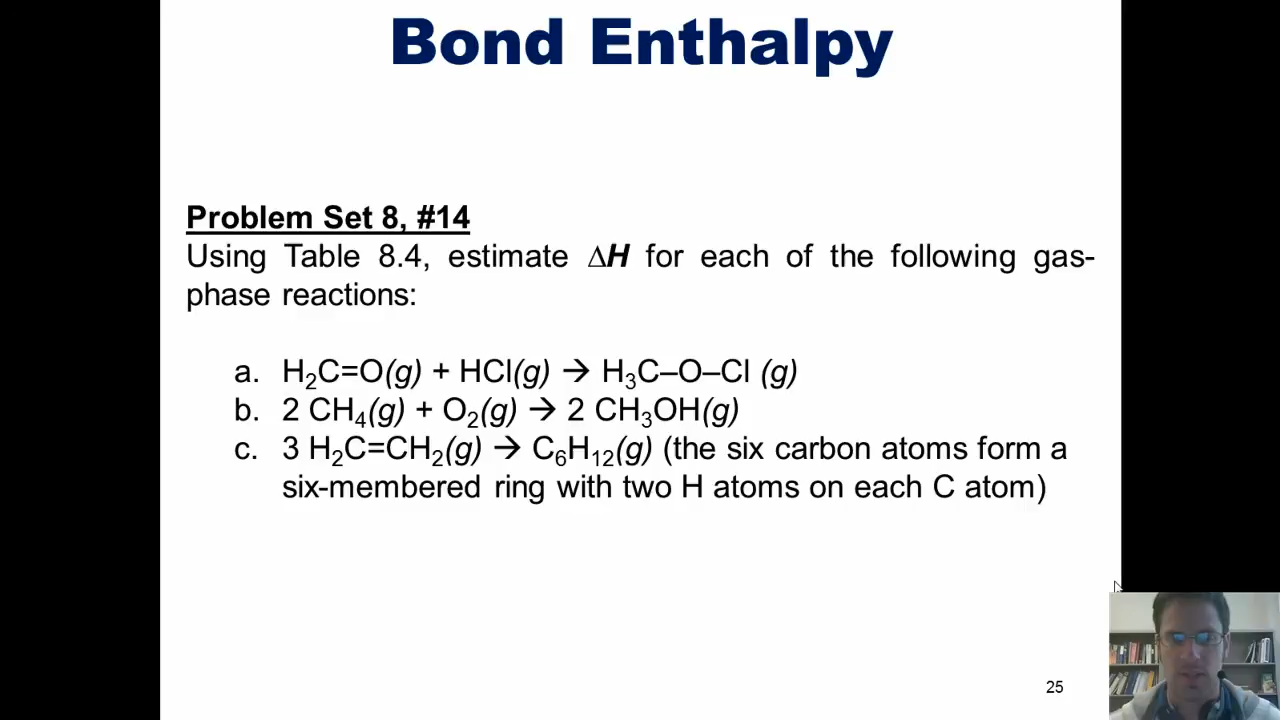 Bond Enthalpy
Problem Set 8, #14
Using Table 8.4, estimate ΔH for each of the following gas-
phase reactions:
a. H₂C=O(g) + HCl(g) → H₃C–O–Cl (g)
b. 2 CH₄(g) + O₂(g) → 2 CH₃OH(g)
c. 3 H₂C=CH₂(g) → C₆H₁₂(g) (the six carbon atoms form a
six-membered ring with two H atoms on each C atom)
25